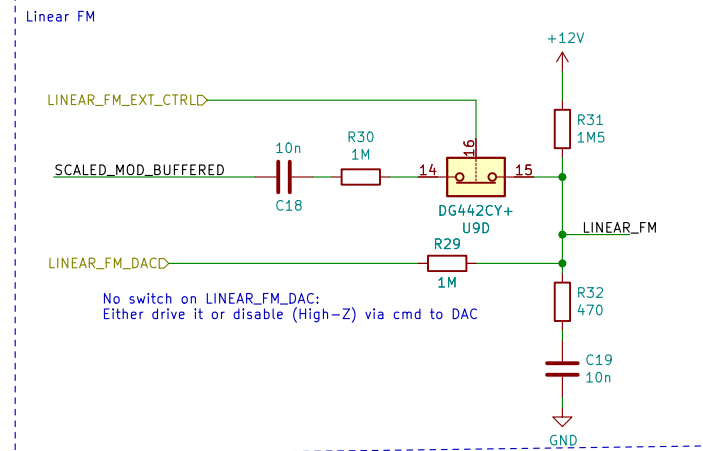 Linear FM
+12V
LINEAR_FM_EXT_CTRL
R31
1M5
R30
1M
10n
16
SCALED_MOD_BUFFERED
14
15
C18
DG442CY+
U9D
LINEAR_FM
R29
LINEAR_FM_DAC
1M
R32
470
No switch on LINEAR_FM_DAC:
Either drive it or disable (High-Z) via cmd to DAC
C19
10n
GND